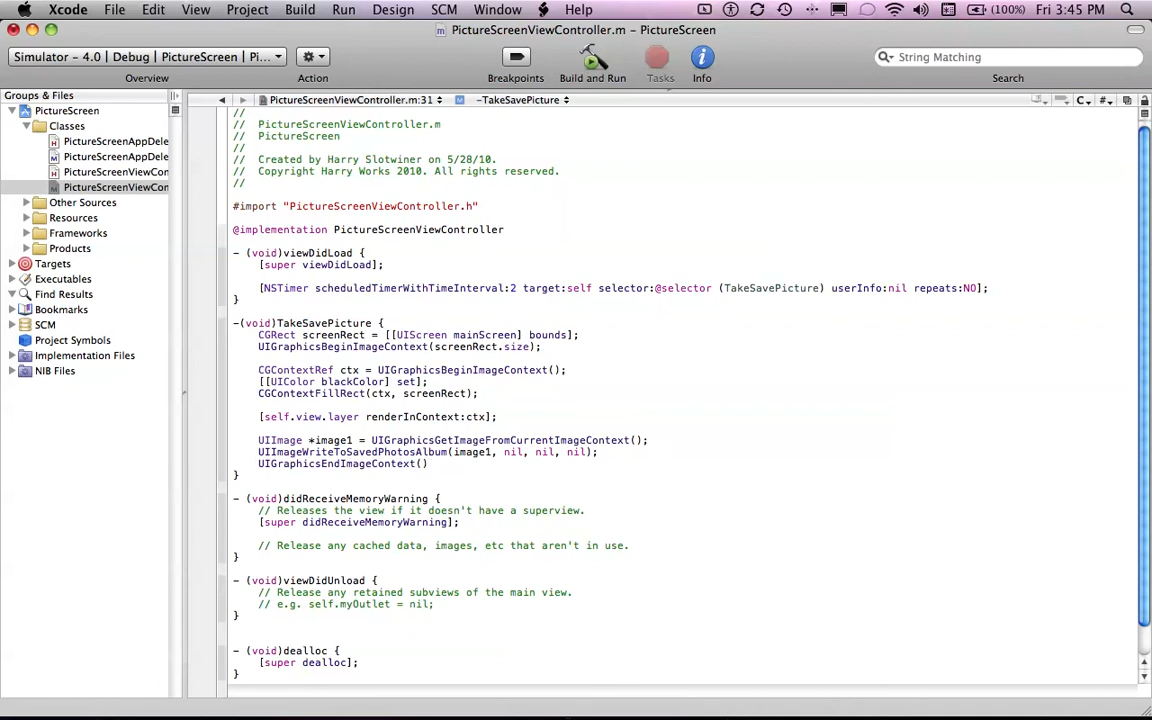 Xcode File Edit View Project Build Run Design SCM Window Help (100%) Fri 3:45 PM
PictureScreenViewController.m – PictureScreen
Simulator - 4.0 | Debug | PictureScreen | Pi... String Matching
Overview Action Breakpoints Build and Run Tasks Info Search
Groups & Files
PictureScreenViewController.m:31 -TakeSavePicture C #
PictureScreen
Classes
PictureScreenAppDele
PictureScreenAppDele
PictureScreenViewCon
PictureScreenViewCon
Other Sources
Resources
Frameworks
Products
Targets
Executables
Find Results
Bookmarks
SCM
Project Symbols
Implementation Files
NIB Files
//
// PictureScreenViewController.m
// PictureScreen
//
// Created by Harry Slotwiner on 5/28/10.
// Copyright Harry Works 2010. All rights reserved.
//
#import "PictureScreenViewController.h"
@implementation PictureScreenViewController
- (void)viewDidLoad {
[super viewDidLoad];
[NSTimer scheduledTimerWithTimeInterval:2 target:self selector:@selector (TakeSavePicture) userInfo:nil repeats:NO];
}
-(void)TakeSavePicture {
CGRect screenRect = [[UIScreen mainScreen] bounds];
UIGraphicsBeginImageContext(screenRect.size);
CGContextRef ctx = UIGraphicsBeginImageContext();
[[UIColor blackColor] set];
CGContextFillRect(ctx, screenRect);
[self.view.layer renderInContext:ctx];
UIImage *image1 = UIGraphicsGetImageFromCurrentImageContext();
UIImageWriteToSavedPhotosAlbum(image1, nil, nil, nil);
UIGraphicsEndImageContext()
}
- (void)didReceiveMemoryWarning {
// Releases the view if it doesn't have a superview.
[super didReceiveMemoryWarning];
// Release any cached data, images, etc that aren't in use.
}
- (void)viewDidUnload {
// Release any retained subviews of the main view.
// e.g. self.myOutlet = nil;
}
- (void)dealloc {
[super dealloc];
}